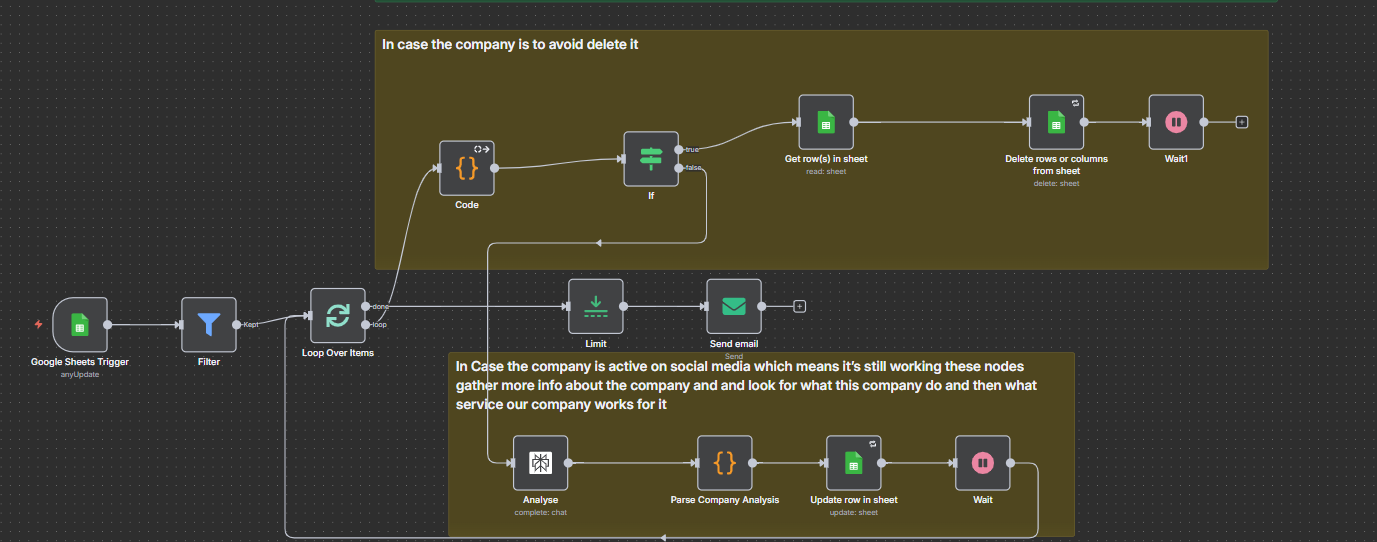 In case the company is to avoid delete it
true
false
Get row(s) in sheet
read: sheet
Delete rows or columns
from sheet
delete: sheet
Wait1
Code
If
Google Sheets Trigger
anyUpdate
Filter
Kept
Loop Over Items
done
loop
Limit
Send email
Send
In Case the company is active on social media which means it's still working these nodes
gather more info about the company and and look for what this company do and then what
service our company works for it
Analyse
complete: chat
Parse Company Analysis
Update row in sheet
update: sheet
Wait